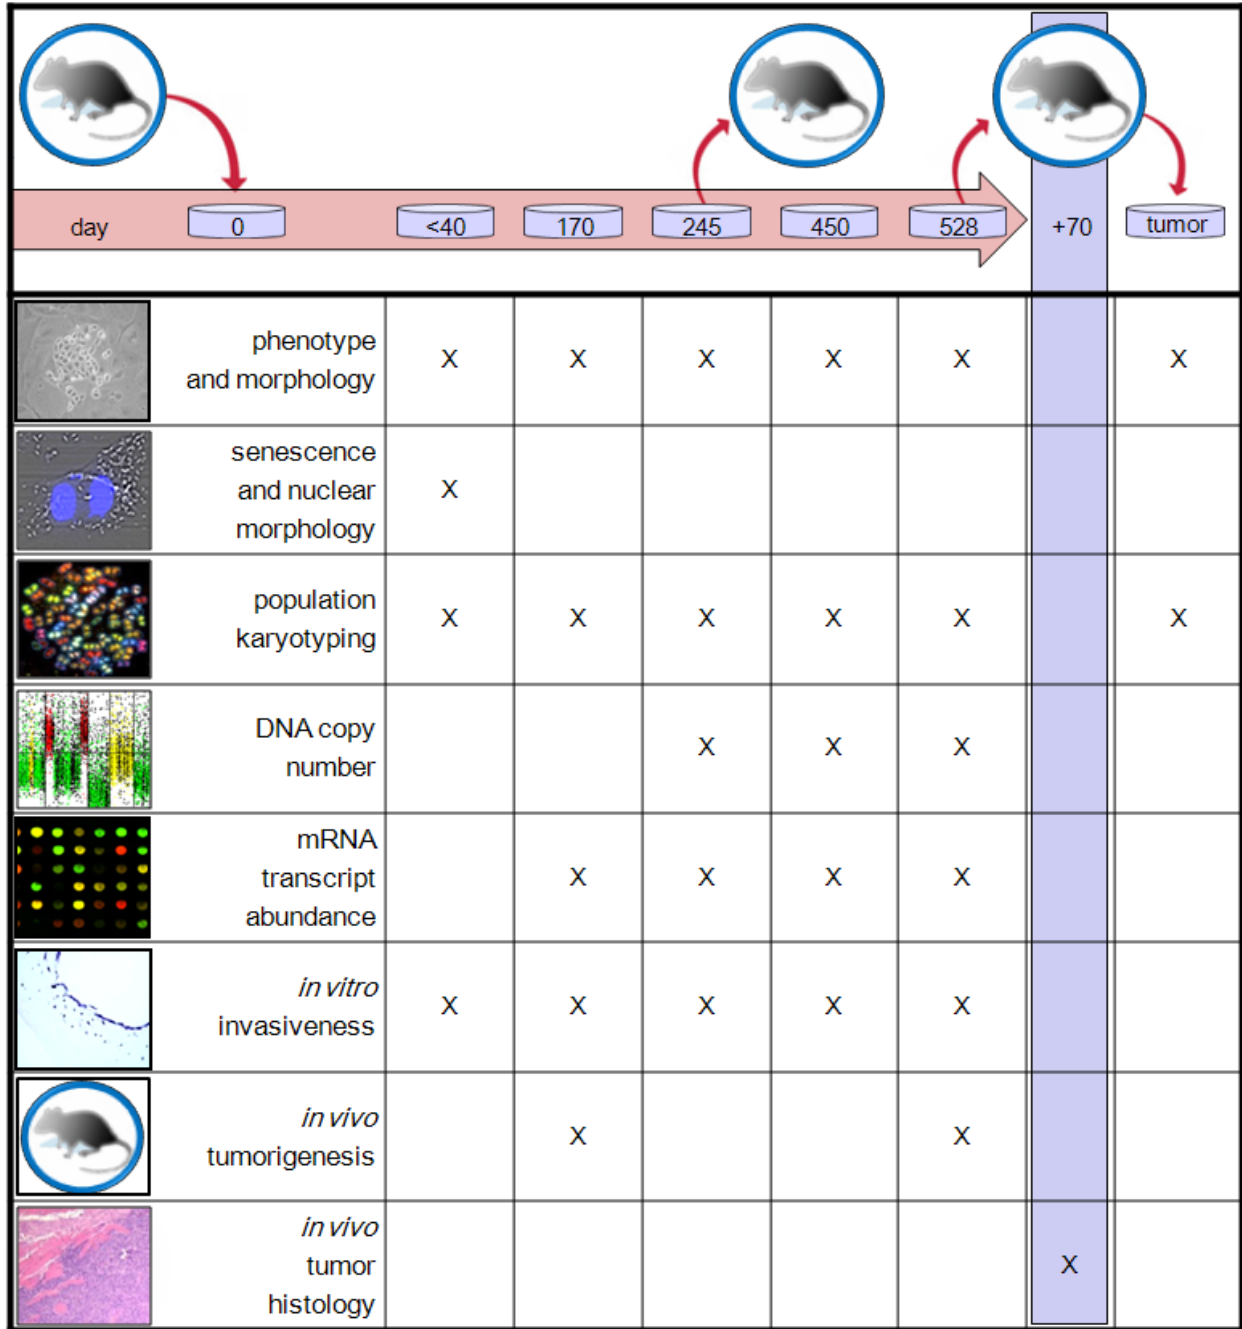 day 0 <40 170 245 450 528 +70 tumor
phenotype
and morphology X X X X X X
senescence
and nuclear X
morphology
population
karyotyping X X X X X X
DNA copy
number X X X
mRNA
transcript X X X X
abundance
in vitro
invasiveness X X X X X
in vivo
tumorigenesis X X
in vivo
tumor X
histology